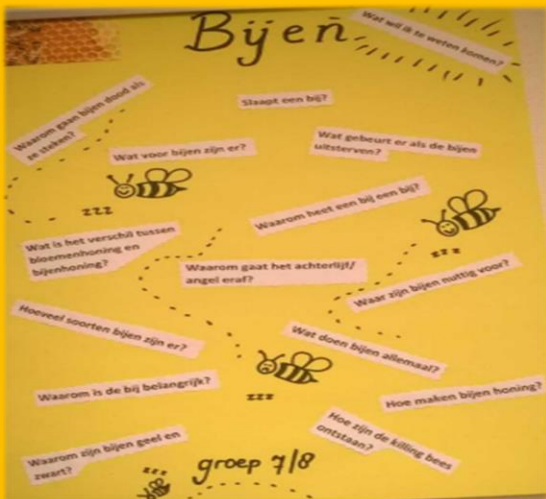 Bijen
Wat wil ik te weten komen?
Waarom gaan bijen dood als
ze steken?
Slaapt een bij?
Wat voor bijen zijn er?
Wat gebeurt er als de bijen
uitsterven?
zzz
Waarom heet een bij een bij?
zzz
Wat is het verschil tussen
bloemenhoning en
bijenhoning?
Waarom gaat het achterlijf/
angel eraf?
Waar zijn bijen nuttig voor?
Hoeveel soorten bijen zijn er?
Wat doen bijen allemaal?
zzz
Waarom is de bij belangrijk?
Hoe maken bijen honing?
Hoe zijn de killing bees
ontstaan?
Waarom zijn bijen geel en
zwart?
zzz
groep 7/8